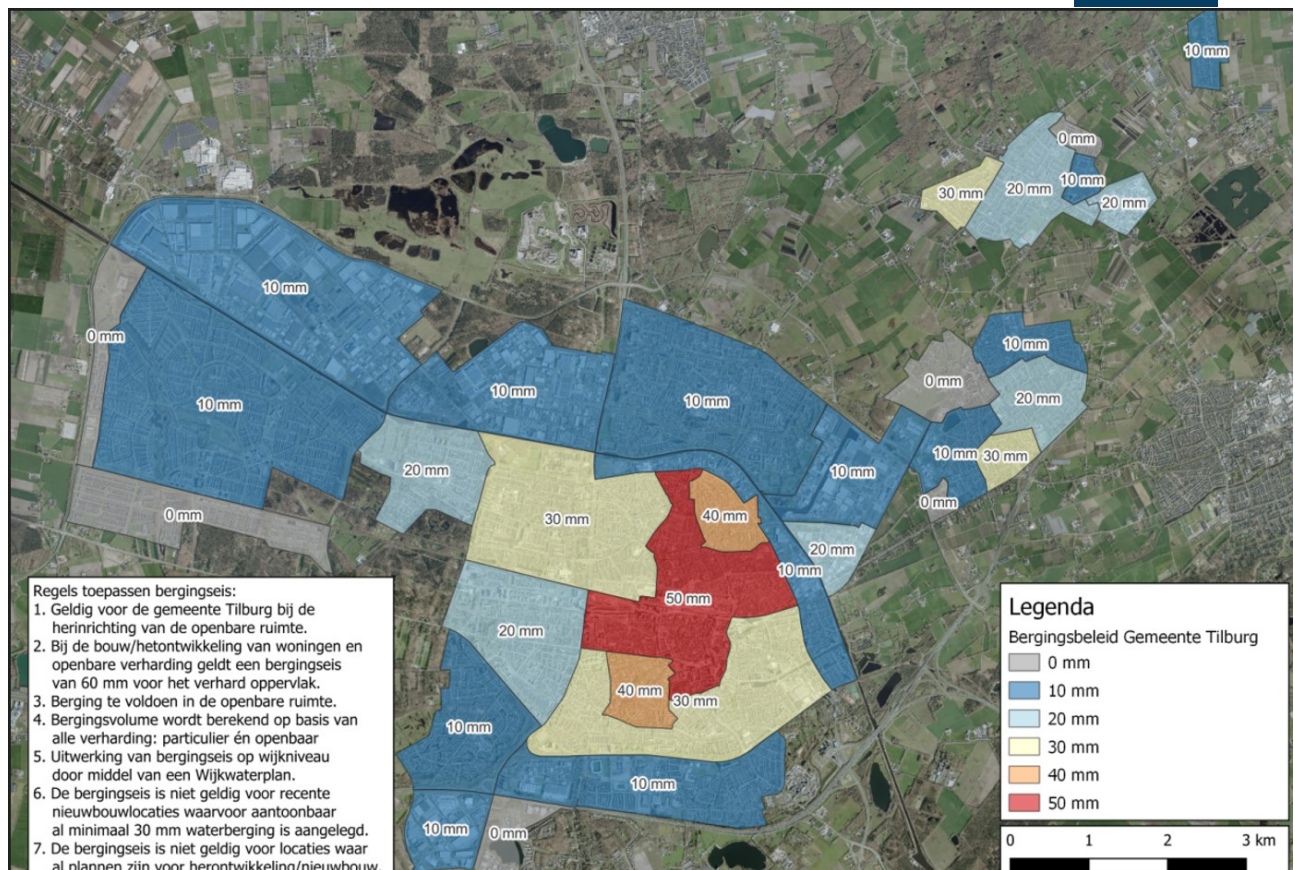 10 mm
0 mm
10 mm
30 mm
20 mm
20 mm
10 mm
0 mm
10 mm
0 mm
10 mm
10 mm
10 mm
20 mm
10 mm
30 mm
20 mm
10 mm
0 mm
0 mm
30 mm
40 mm
20 mm
10 mm
50 mm
20 mm
40 mm
30 mm
10 mm
10 mm
10 mm
0 mm
Regels toepassen bergingseis:
1. Geldig voor de gemeente Tilburg bij de
herinrichting van de openbare ruimte.
2. Bij de bouw/hetontwikkeling van woningen en
openbare verharding geldt een bergingseis
van 60 mm voor het verhard oppervlak.
3. Berging te voldoen in de openbare ruimte.
4. Bergingsvolume wordt berekend op basis van
alle verharding: particulier én openbaar
5. Uitwerking van bergingseis op wijkniveau
door middel van een Wijkwaterplan.
6. De bergingseis is niet geldig voor recente
nieuwbouwlocaties waarvoor aantoonbaar
al minimaal 30 mm waterberging is aangelegd.
7. De bergingseis is niet geldig voor locaties waar
al plannen zijn voor herontwikkeling/nieuwbouw.
Legenda
Bergingsbeleid Gemeente Tilburg
0 mm
10 mm
20 mm
30 mm
40 mm
50 mm
0 1 2 3 km